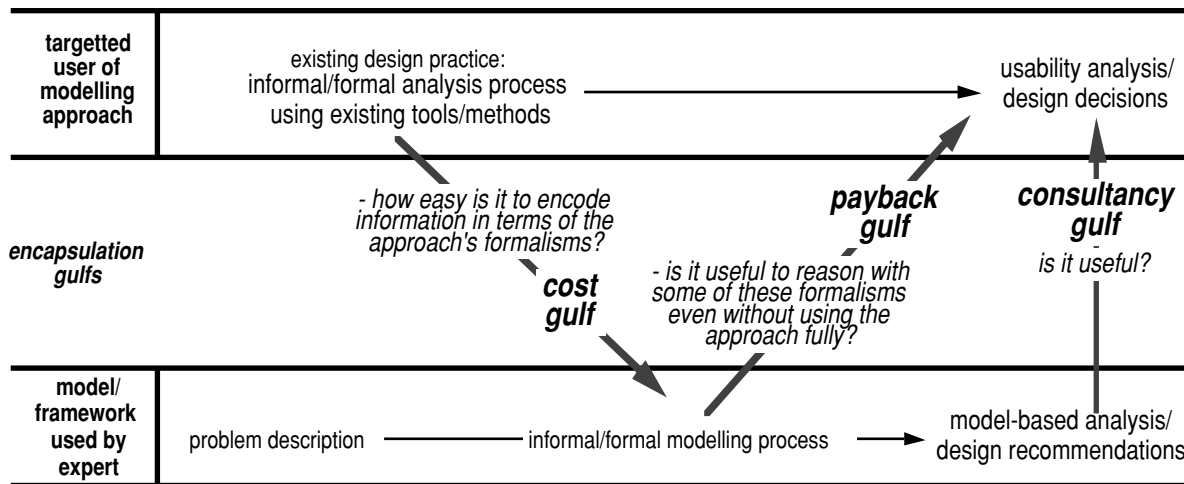 targetted
user of
modelling
approach
existing design practice:
informal/formal analysis process
using existing tools/methods
usability analysis/
design decisions
encapsulation
gulfs
- how easy is it to encode
information in terms of the
approach's formalisms?
cost
gulf
payback
gulf
- is it useful to reason with
some of these formalisms
even without using the
approach fully?
consultancy
gulf
-
is it useful?
model/
framework
used by
expert
problem description
informal/formal modelling process
model-based analysis/
design recommendations